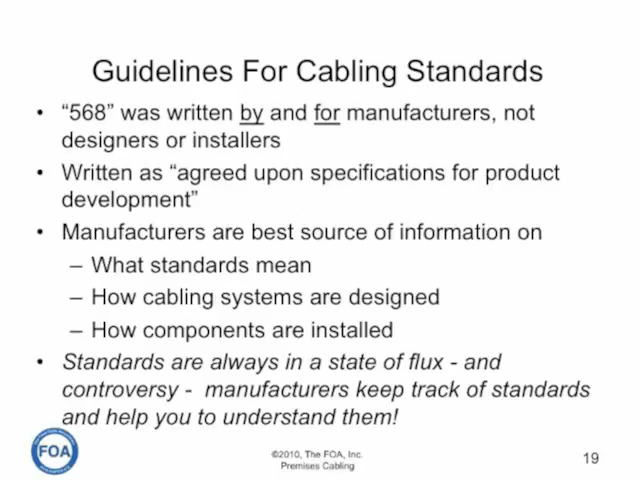 Guidelines For Cabling Standards
• “568” was written by and for manufacturers, not
designers or installers
• Written as “agreed upon specifications for product
development”
• Manufacturers are best source of information on
– What standards mean
– How cabling systems are designed
– How components are installed
• Standards are always in a state of flux - and
controversy - manufacturers keep track of standards
and help you to understand them!
FOA
©2010, The FOA, Inc.
Premises Cabling
19